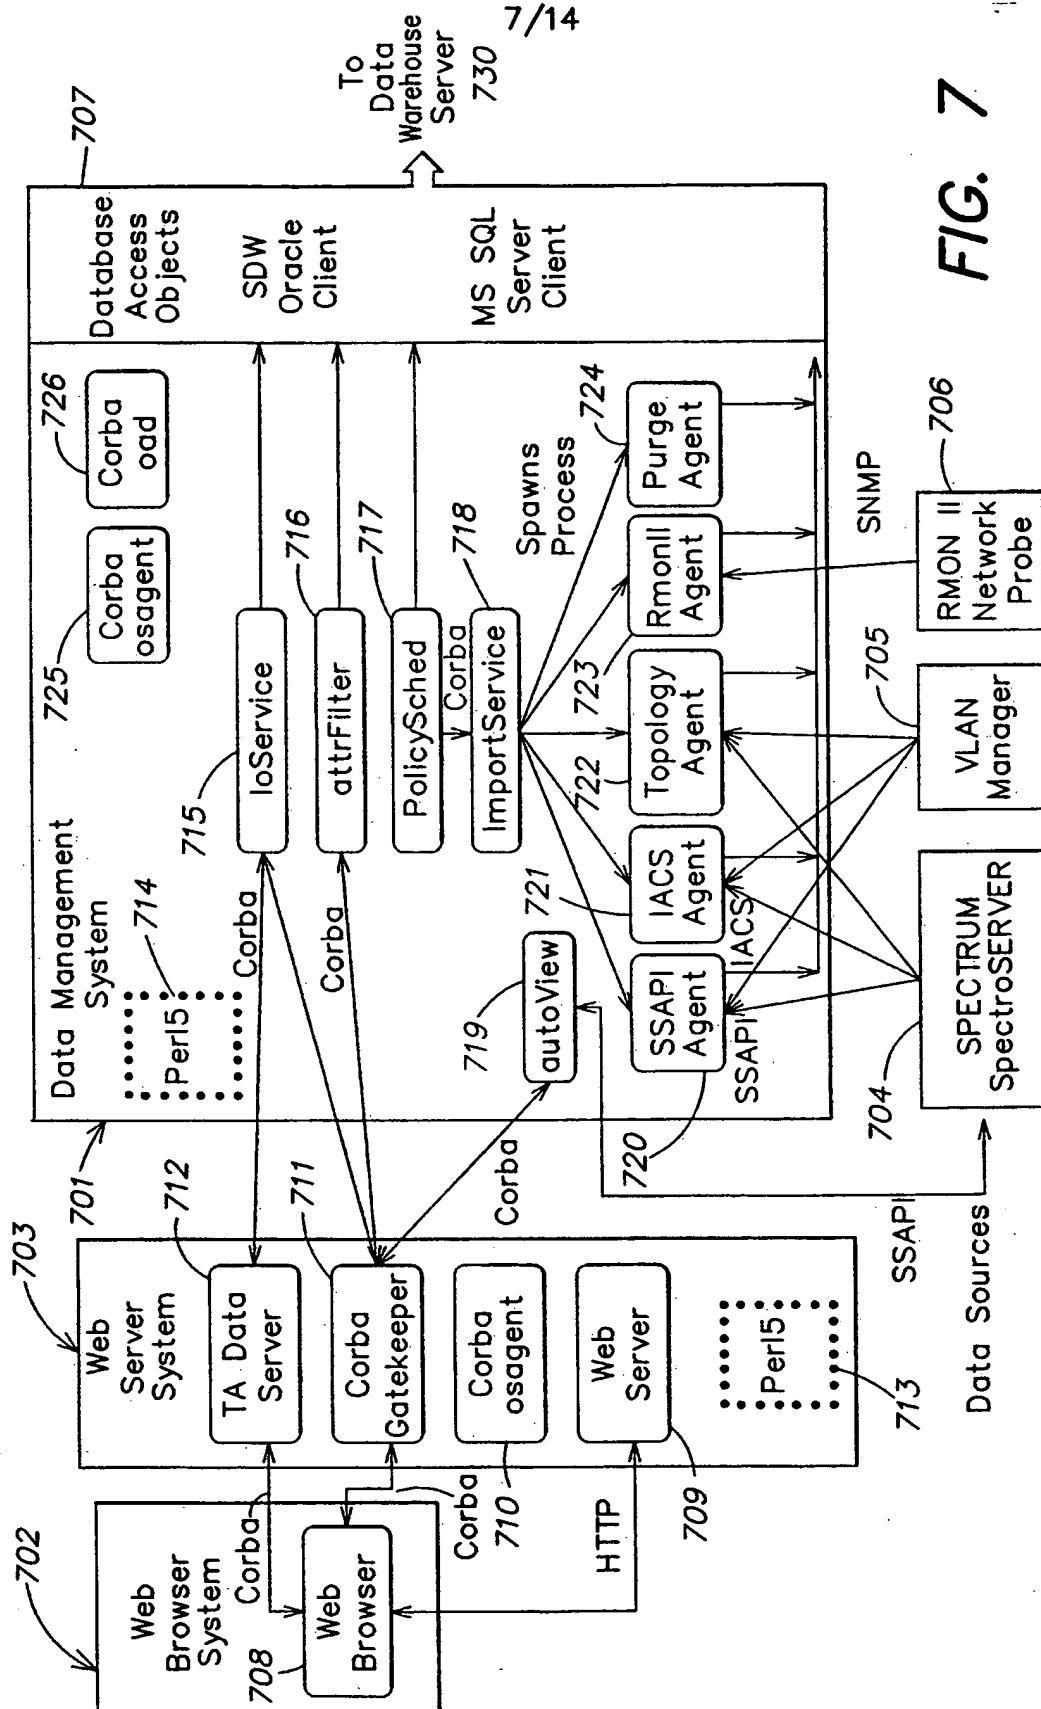 7/14
702
Web
Browser
System
708
Web
Browser
Corba
Corba
HTTP
703
Web
Server
System
712
TA Data
Server
711
Corba
Gatekeeper
710
Corba
osagent
709
Web
Server
713
Perl5
701
Data Management
System
714
Perl5
725
Corba
osagent
726
Corba
oad
Corba
715
IoService
Corba
716
attrFilter
717
PolicySched
Corba
718
ImportService
Corba
719
autoView
Spawns
Process
720
SSAPI
Agent
SSAPI
721
IACS
Agent
IACS
722
Topology
Agent
723
RmonII
Agent
724
Purge
Agent
SNMP
707
Database
Access
Objects
SDW
Oracle
Client
MS SQL
Server
Client
To
Data
Warehouse
Server
730
SSAPI
Data Sources
704
SPECTRUM
SpectroSERVER
705
VLAN
Manager
706
RMON II
Network
Probe
FIG. 7